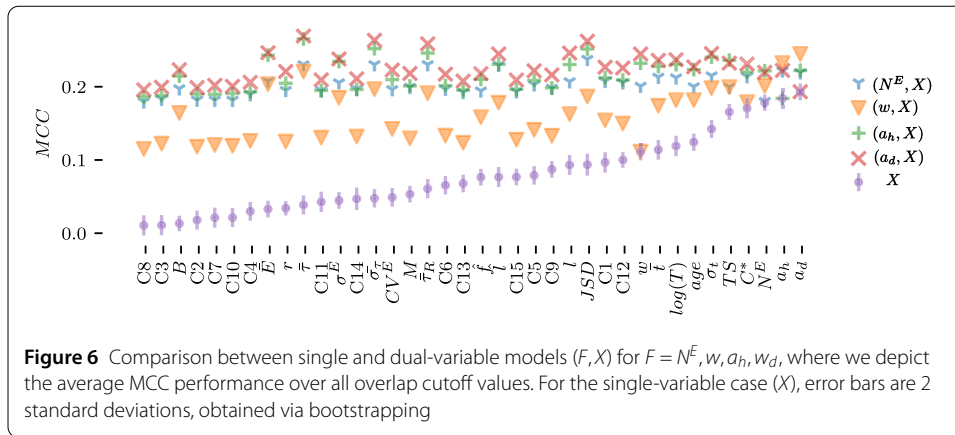 MCC
0.2
0.1
0.0
(N^E, X)
(w, X)
(a_h, X)
(a_d, X)
X
C8 C3 B C2 C7 C10 C4 Ē r τ̄ C11 σ^E C14 σ̄_τ CV^E M τ̄_R C6 C13 f̂ l̂ C15 C5 C9 l JSD C1 C12 w t̄ log(T) age σ_t TS C* N^E a_h a_d
Figure 6 Comparison between single and dual-variable models (F, X) for F = N^E, w, a_h, w_d, where we depict
the average MCC performance over all overlap cutoff values. For the single-variable case (X), error bars are 2
standard deviations, obtained via bootstrapping